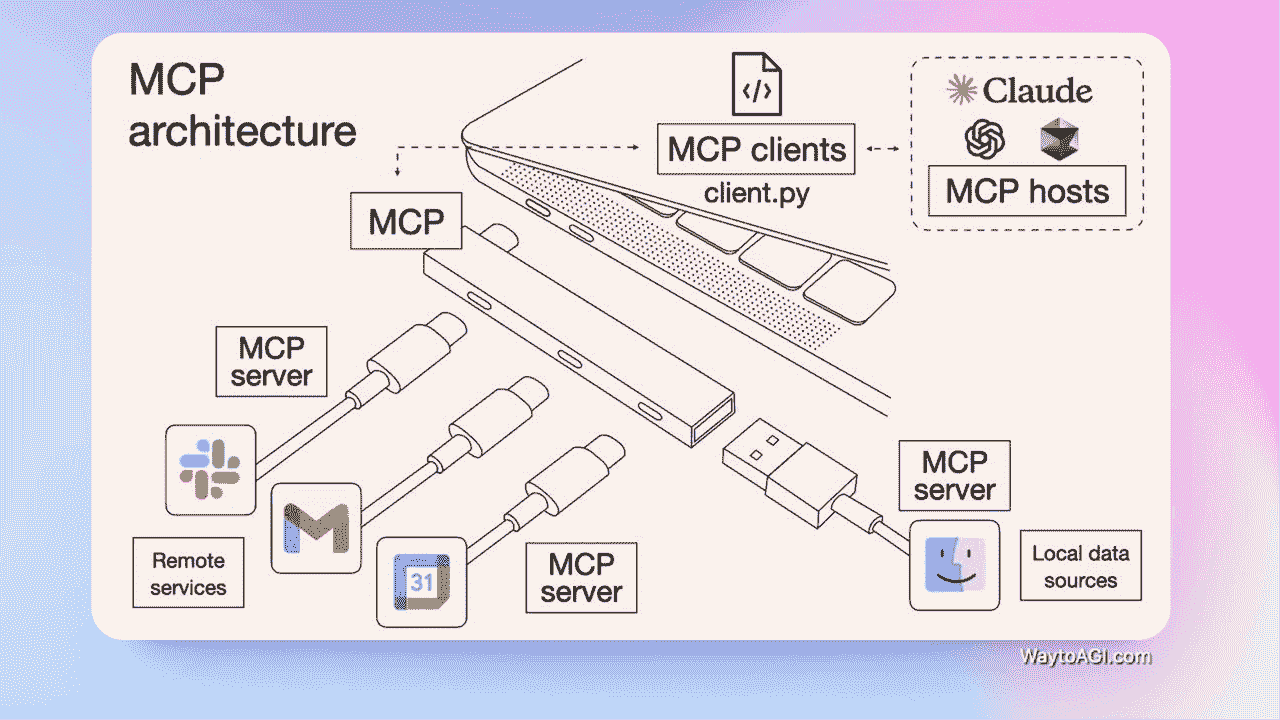 MCP
architecture
</>
MCP clients
client.py
Claude
MCP hosts
MCP
MCP
server
Remote
services
31
MCP
server
MCP
server
Local data
sources
WaytoAGI.com